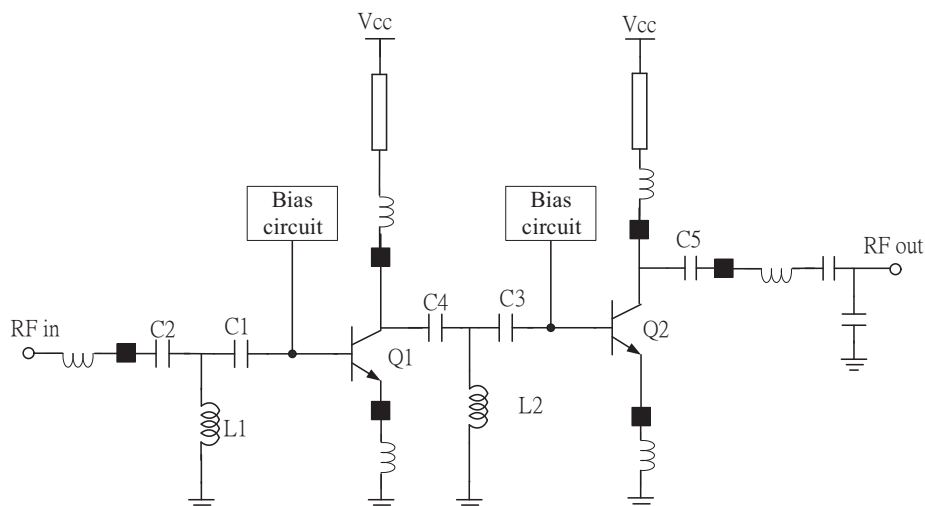 Vcc
Vcc
Bias
circuit
Bias
circuit
C5
RF out
RF in
C2
C1
Q1
C4
C3
Q2
L1
L2